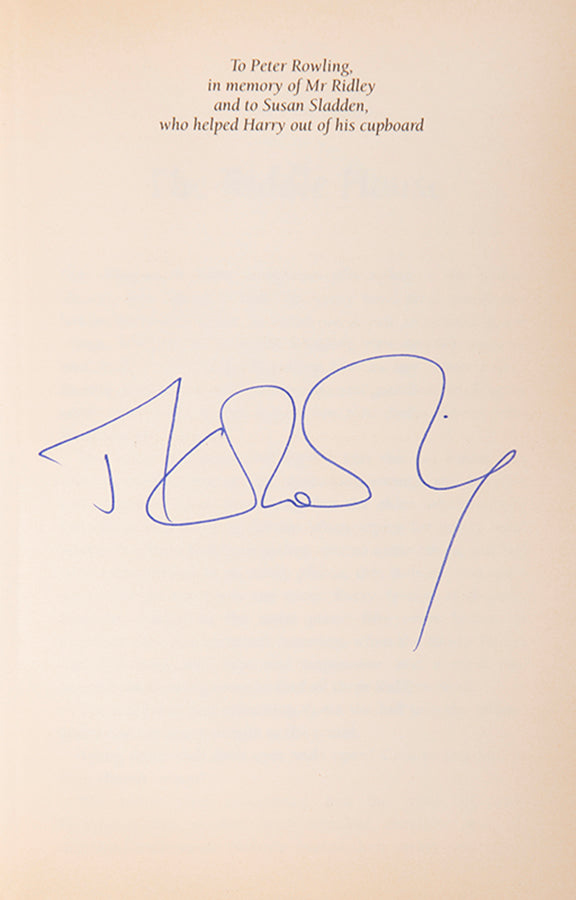 To Peter Rowling,
in memory of Mr Ridley
and to Susan Sladden,
who helped Harry out of his cupboard